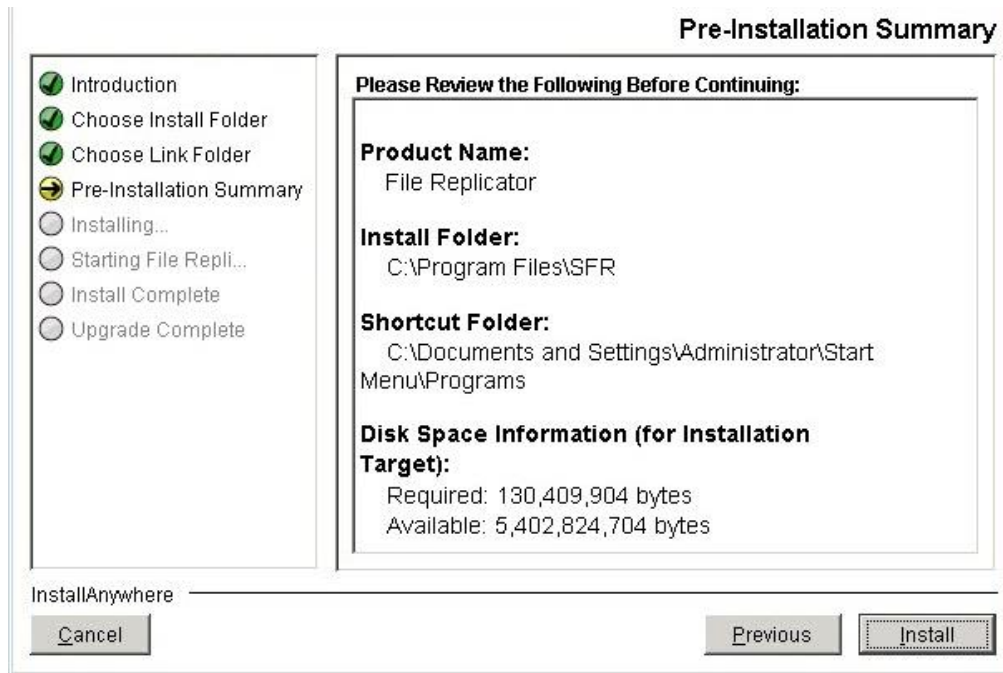 Pre-Installation Summary
Introduction
Choose Install Folder
Choose Link Folder
Pre-Installation Summary
Installing...
Starting File Repli...
Install Complete
Upgrade Complete
Please Review the Following Before Continuing:
Product Name:
File Replicator
Install Folder:
C:\Program Files\SFR
Shortcut Folder:
C:\Documents and Settings\Administrator\Start
Menu\Programs
Disk Space Information (for Installation
Target):
Required: 130,409,904 bytes
Available: 5,402,824,704 bytes
InstallAnywhere
Cancel
Previous
Install